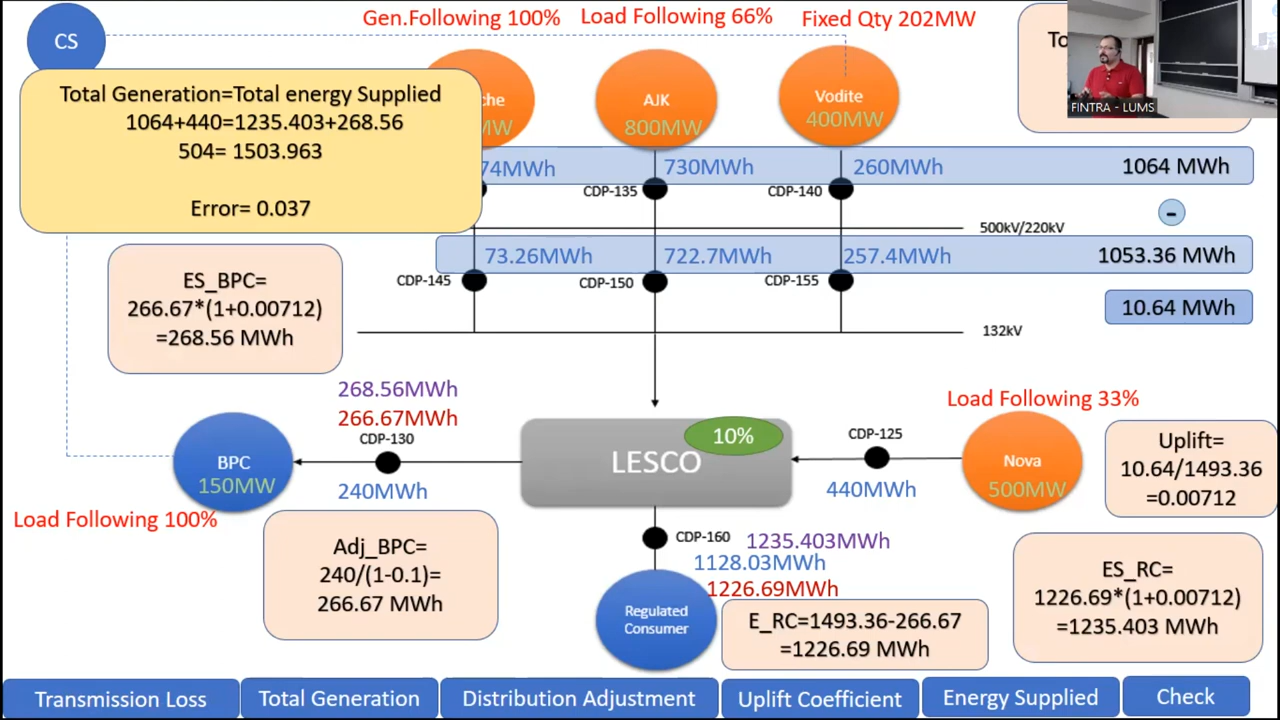 Gen.Following 100%
Load Following 66%
Fixed Qty 202MW
CS
Total Generation=Total energy Supplied
1064+440=1235.403+268.56
504= 1503.963
Error= 0.037
AJK
800MW
Vodite
400MW
FINTRA - LUMS
74MWh
730MWh
260MWh
1064 MWh
CDP-135
CDP-140
-
500kV/220kV
73.26MWh
722.7MWh
257.4MWh
1053.36 MWh
CDP-145
CDP-150
CDP-155
10.64 MWh
132kV
ES_BPC=
266.67*(1+0.00712)
=268.56 MWh
268.56MWh
266.67MWh
CDP-130
240MWh
BPC
150MW
Load Following 100%
10%
LESCO
CDP-125
440MWh
Load Following 33%
Nova
500MW
Uplift=
10.64/1493.36
=0.00712
Adj_BPC=
240/(1-0.1)=
266.67 MWh
CDP-160
1235.403MWh
1128.03MWh
1226.69MWh
Regulated
Consumer
E_RC=1493.36-266.67
=1226.69 MWh
ES_RC=
1226.69*(1+0.00712)
=1235.403 MWh
Transmission Loss
Total Generation
Distribution Adjustment
Uplift Coefficient
Energy Supplied
Check